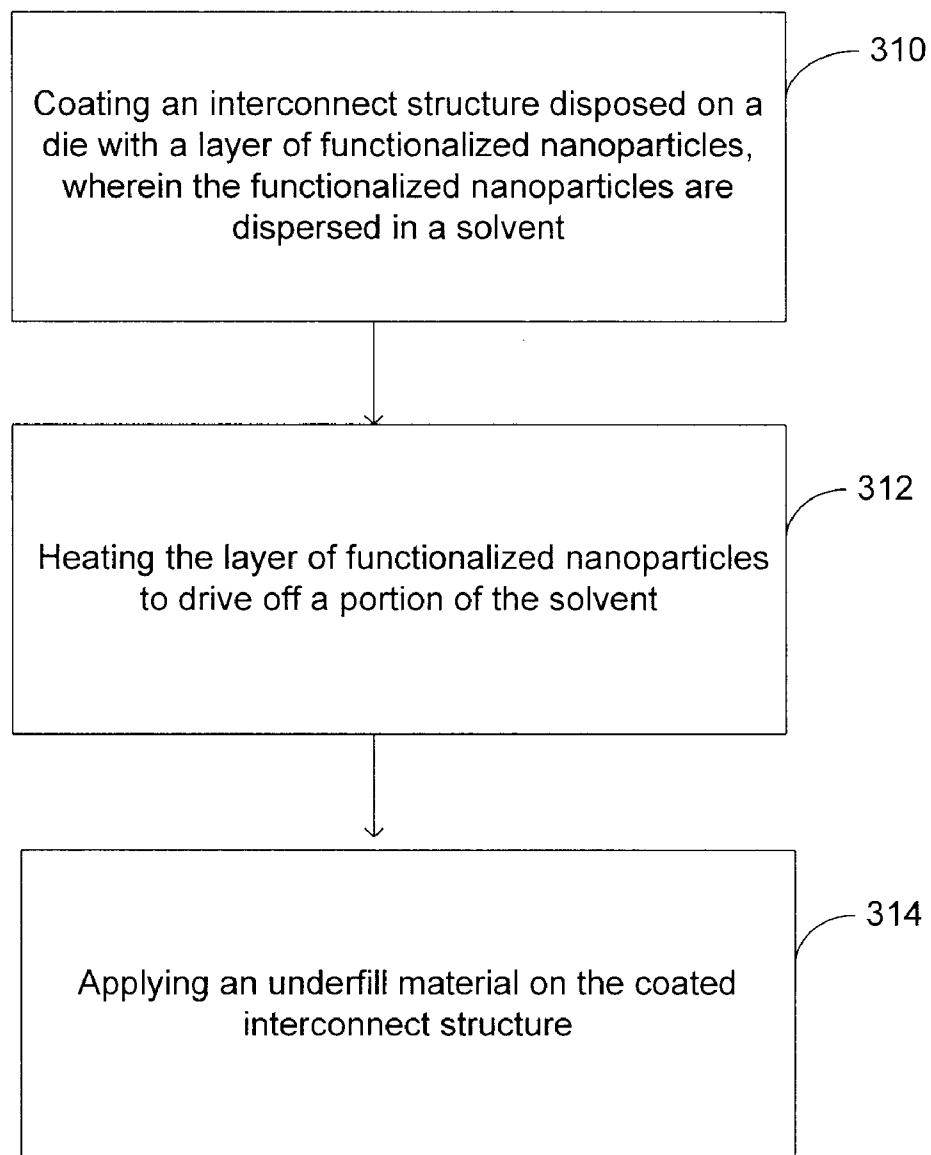 310
Coating an interconnect structure disposed on a
die with a layer of functionalized nanoparticles,
wherein the functionalized nanoparticles are
dispersed in a solvent
312
Heating the layer of functionalized nanoparticles
to drive off a portion of the solvent
314
Applying an underfill material on the coated
interconnect structure